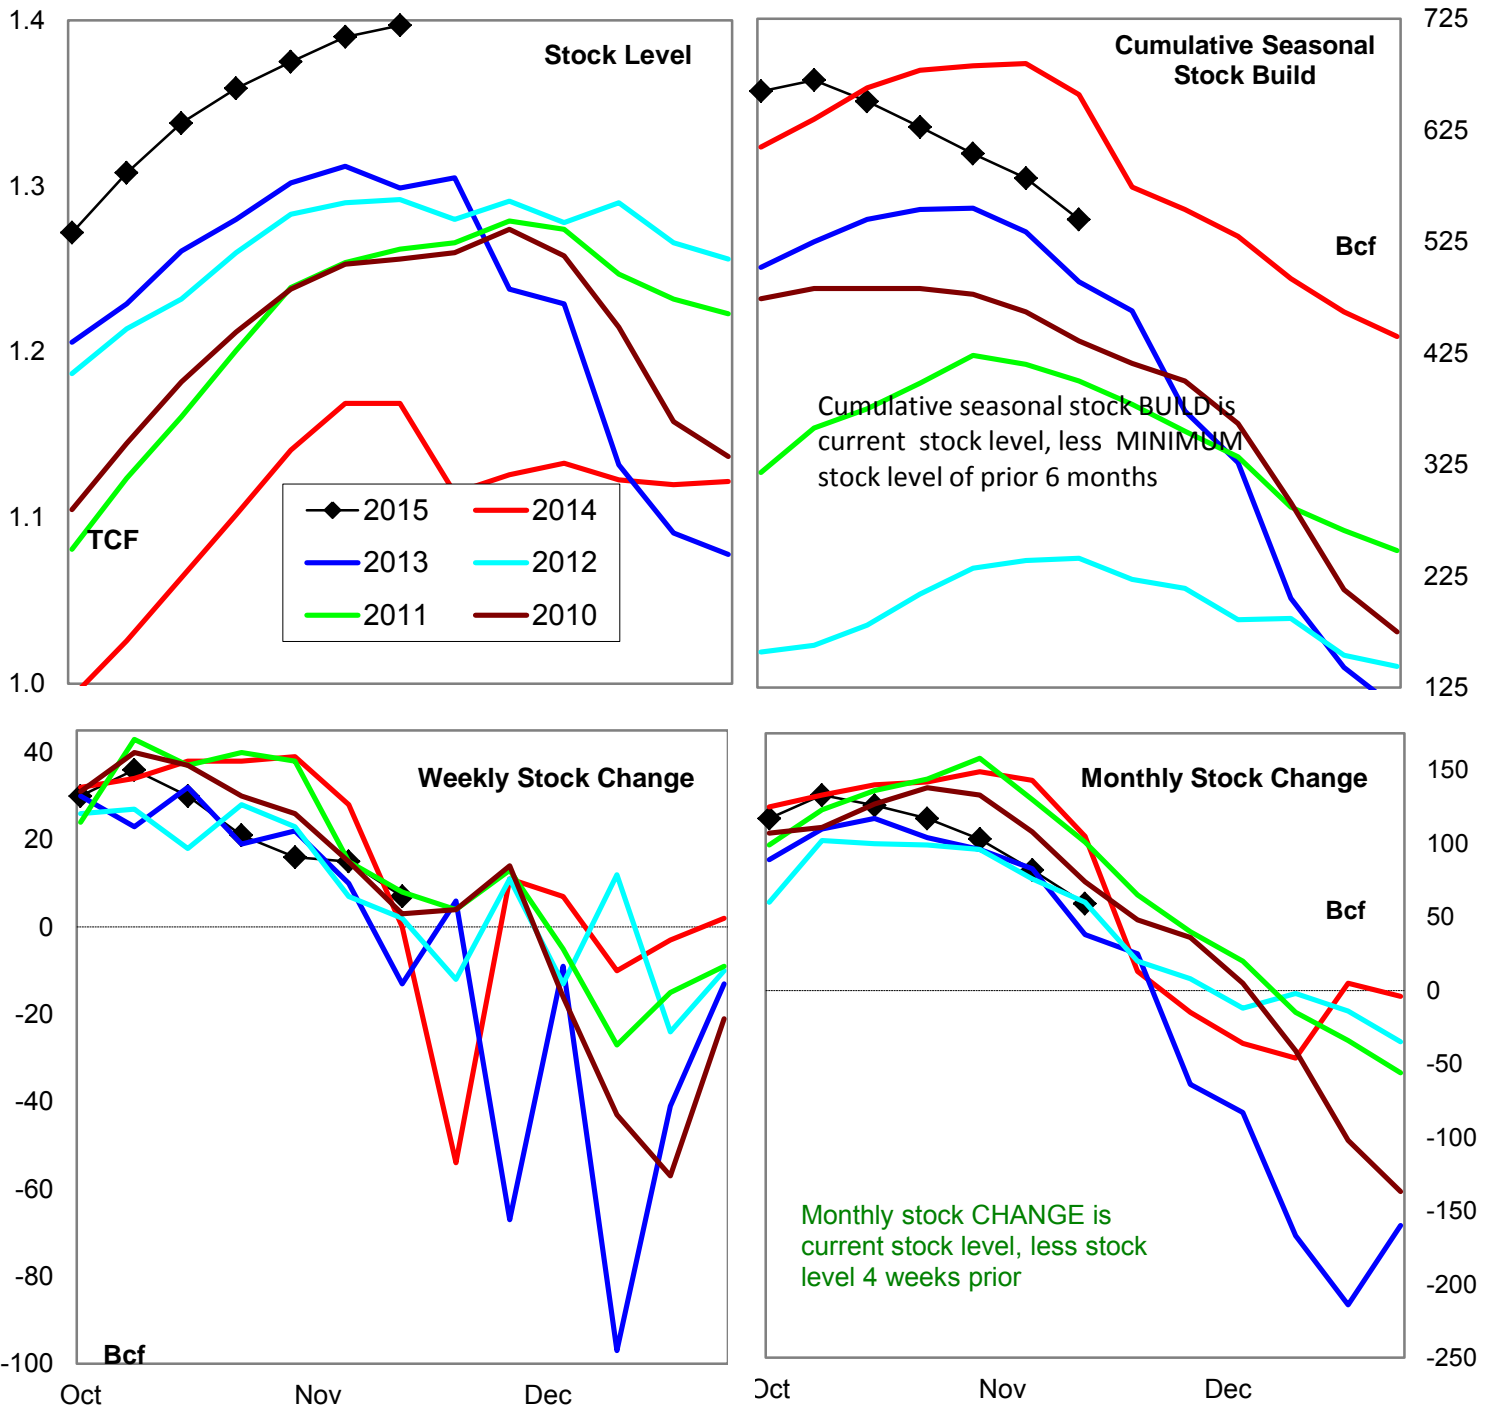 1.4
1.3
1.2
1.1
1.0
Stock Level
TCF
2015
2014
2013
2012
2011
2010
Cumulative Seasonal
Stock Build
725
625
525
425
325
225
125
Bcf
Cumulative seasonal stock BUILD is
current stock level, less MINIMUM
stock level of prior 6 months
40
20
0
-20
-40
-60
-80
-100
Weekly Stock Change
Bcf
Oct
Nov
Dec
Monthly Stock Change
150
100
50
0
-50
-100
-150
-200
-250
Bcf
Monthly stock CHANGE is
current stock level, less stock
level 4 weeks prior
Oct
Nov
Dec